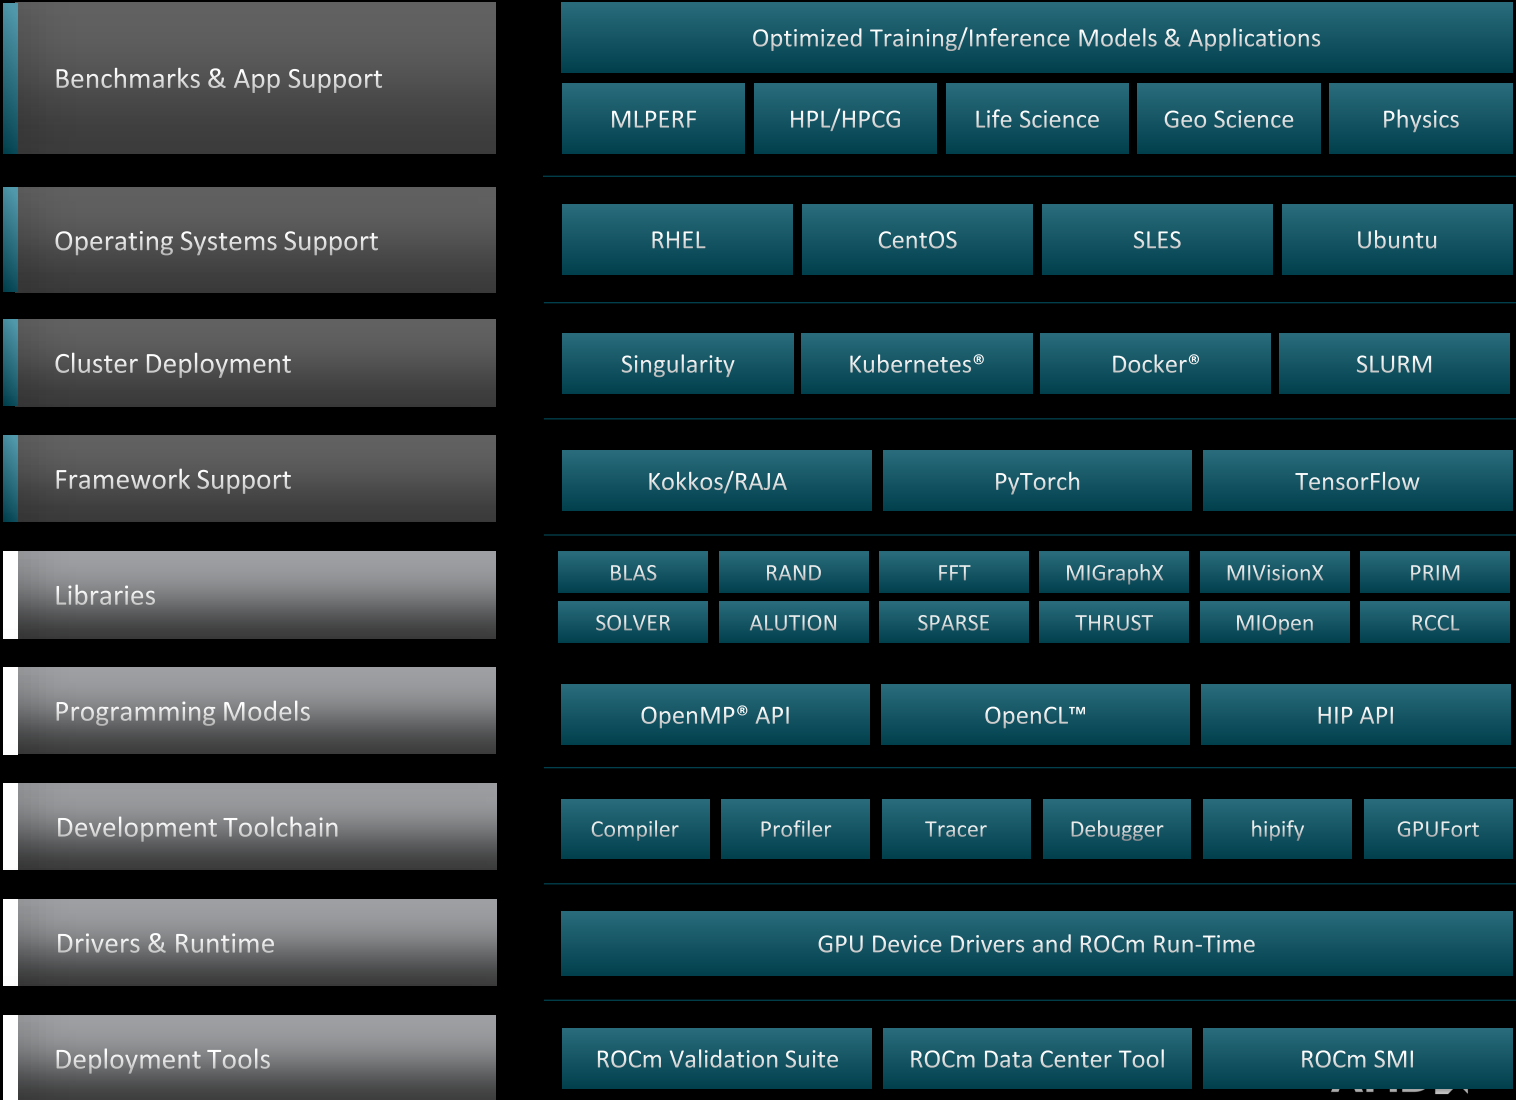 Benchmarks & App Support
Optimized Training/Inference Models & Applications
MLPERF
HPL/HPCG
Life Science
Geo Science
Physics
Operating Systems Support
RHEL
CentOS
SLES
Ubuntu
Cluster Deployment
Singularity
Kubernetes®
Docker®
SLURM
Framework Support
Kokkos/RAJA
PyTorch
TensorFlow
Libraries
BLAS
RAND
FFT
MIGraphX
MIVisionX
PRIM
SOLVER
ALUTION
SPARSE
THRUST
MIOpen
RCCL
Programming Models
OpenMP® API
OpenCL™
HIP API
Development Toolchain
Compiler
Profiler
Tracer
Debugger
hipify
GPUFort
Drivers & Runtime
GPU Device Drivers and ROCm Run-Time
Deployment Tools
ROCm Validation Suite
ROCm Data Center Tool
ROCm SMI